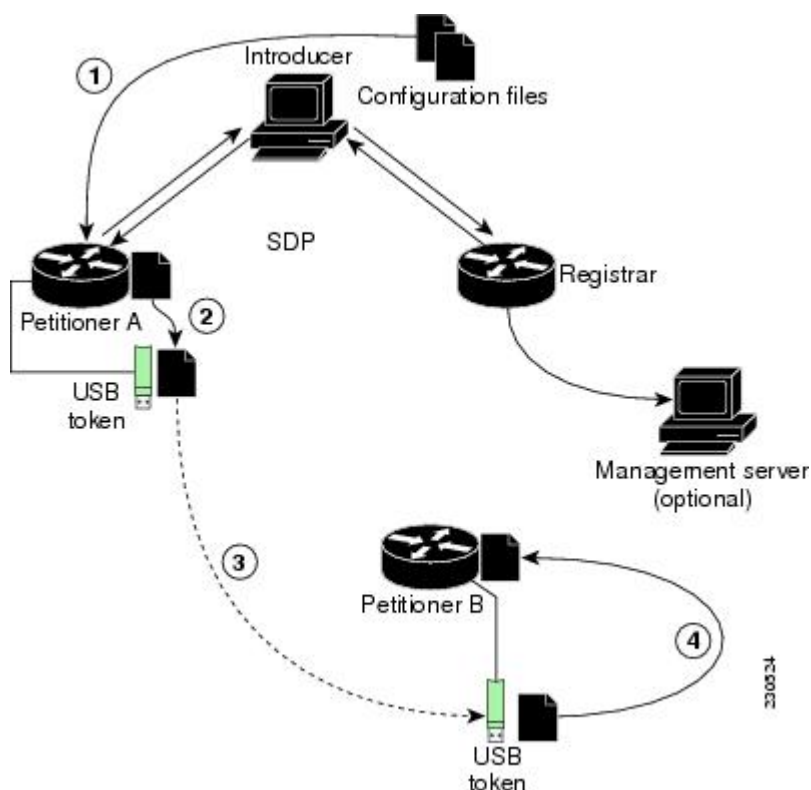 Introducer
1
Configuration files
SDP
Registrar
Petitioner A
2
USB
token
Management server
(optional)
3
Petitioner B
4
230524
USB
token